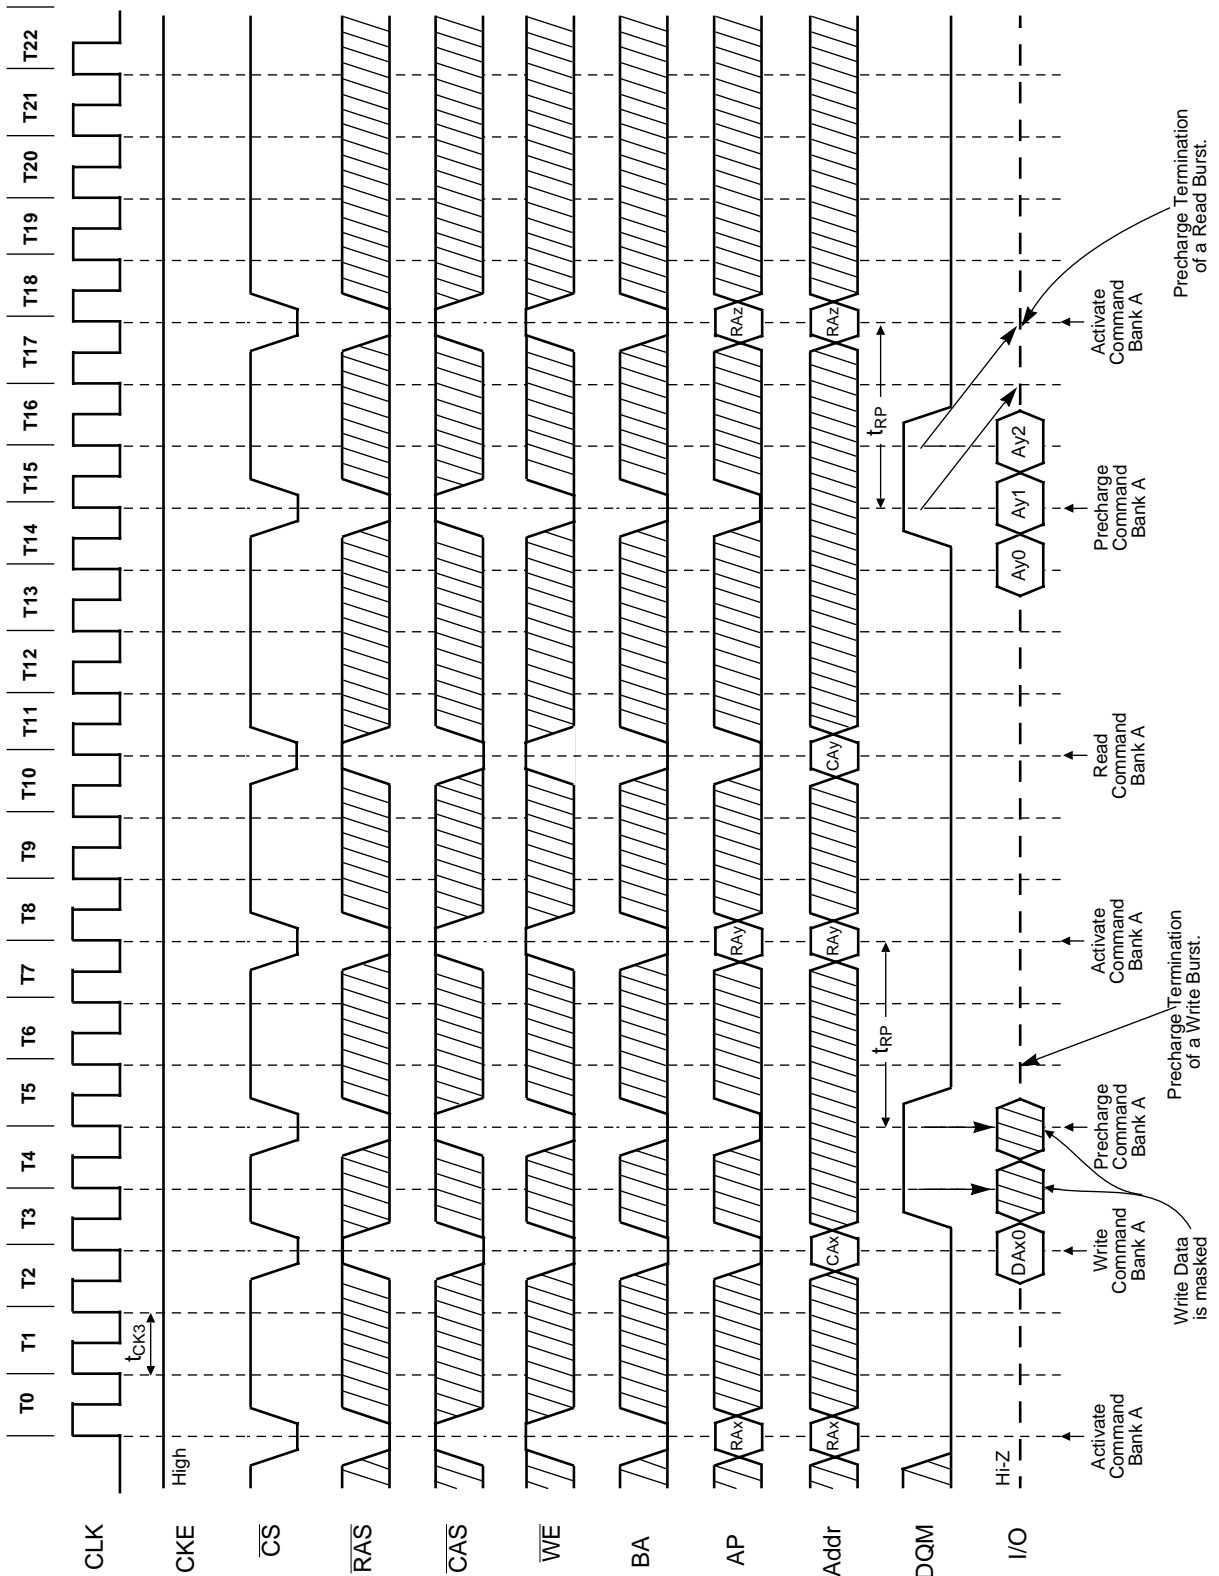 T0 T1 T2 T3 T4 T5 T6 T7 T8 T9 T10 T11 T12 T13 T14 T15 T16 T17 T18 T19 T20 T21 T22
CLK
tCK3
CKE
High
CS
RAS
CAS
WE
BA
AP
RAx RAy RAz
Addr
RAx CAx RAy CAy RAz
tRP tRP
DQM
I/O
Hi-Z
DAx0 Ay0 Ay1 Ay2
Activate
Command
Bank A
Write
Command
Bank A
Precharge
Command
Bank A
Activate
Command
Bank A
Read
Command
Bank A
Precharge
Command
Bank A
Activate
Command
Bank A
Write Data
is masked
Precharge Termination
of a Write Burst.
Precharge Termination
of a Read Burst.